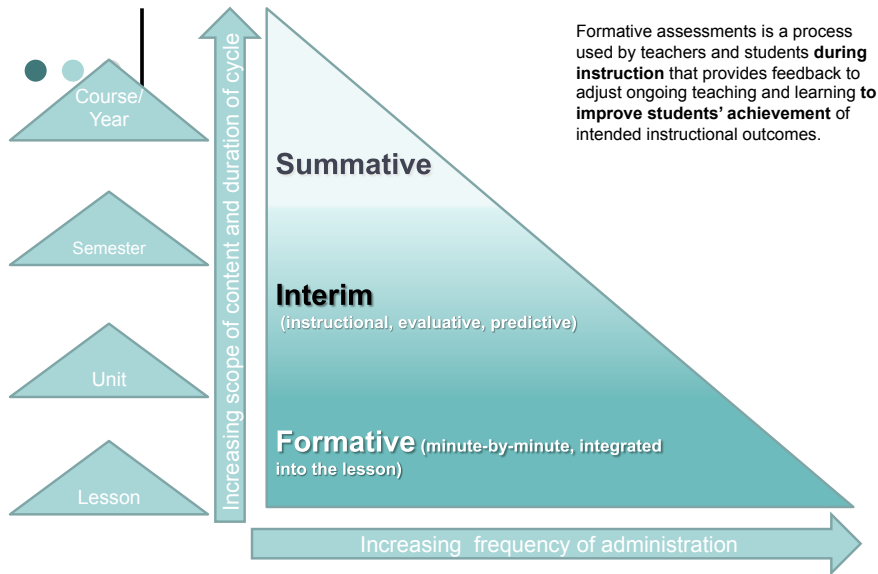 Formative assessments is a process
used by teachers and students during
instruction that provides feedback to
adjust ongoing teaching and learning to
improve students’ achievement of
intended instructional outcomes.
Course/
Year
Semester
Unit
Lesson
Increasing scope of content and duration of cycle
Summative
Interim
(instructional, evaluative, predictive)
Formative (minute-by-minute, integrated
into the lesson)
Increasing frequency of administration